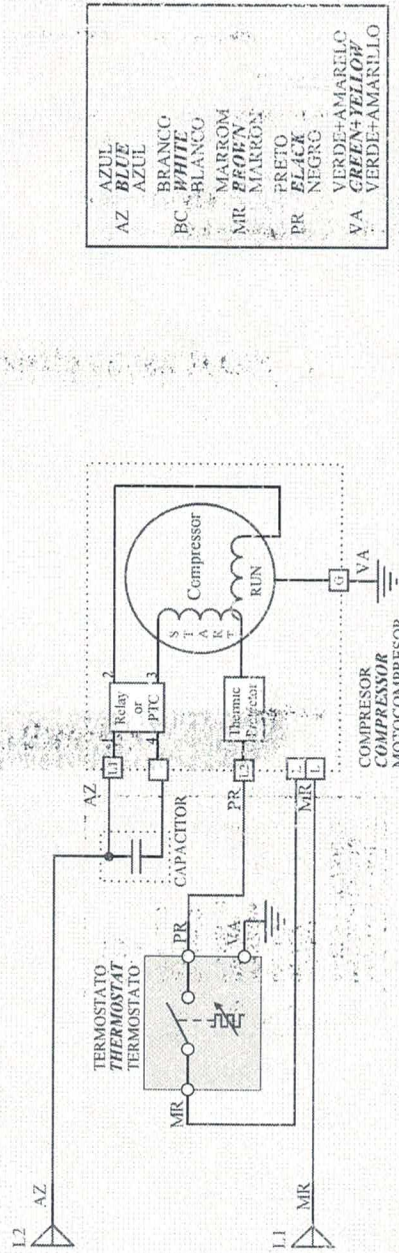 L2
AZ
L1
MR
TERMOSTATO
THERMOSTAT
TERMOSTATO
MR
PR
VA
CAPACITOR
AZ
PR
MR
L1
L2
L
L
1
2
3
4
Relay
or
PTC
Thermic
Protector
Compressor
START
RUN
G
VA
COMPRESOR
COMPRESSOR
MOTOCOMPRESOR
AZUL
AZ BLUE
AZUL
BRANCO
BC WHITE
BLANCO
MARROM
MR BROWN
MARRÓN
PRETO
PR BLACK
NEGRO
VERDE+AMARELO
VA GREEN+YELLOW
VERDE+AMARILLO